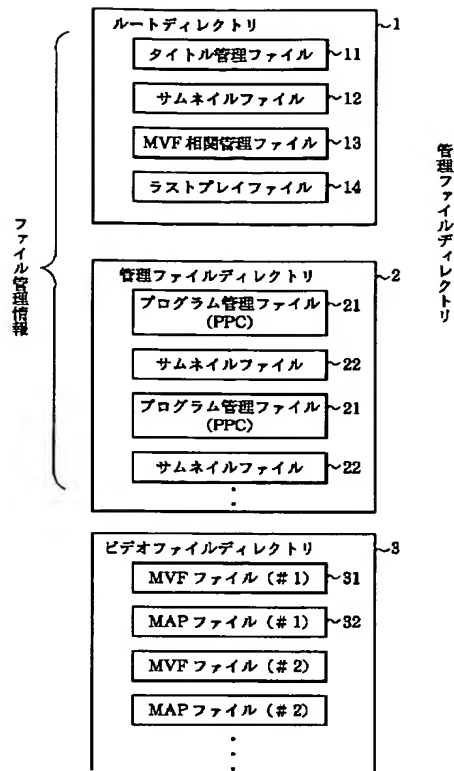 ルートディレクトリ
~1
タイトル管理ファイル
~11
サムネイルファイル
~12
MVF 相関管理ファイル
~13
ラストプレイファイル
~14
ファイル管理情報
管理ファイルディレクトリ
管理ファイルディレクトリ
~2
プログラム管理ファイル
(PPC)
~21
サムネイルファイル
~22
プログラム管理ファイル
(PPC)
~21
サムネイルファイル
~22
ビデオファイルディレクトリ
~3
MVF ファイル (# 1)
~31
MAP ファイル (# 1)
~32
MVF ファイル (# 2)
MAP ファイル (# 2)